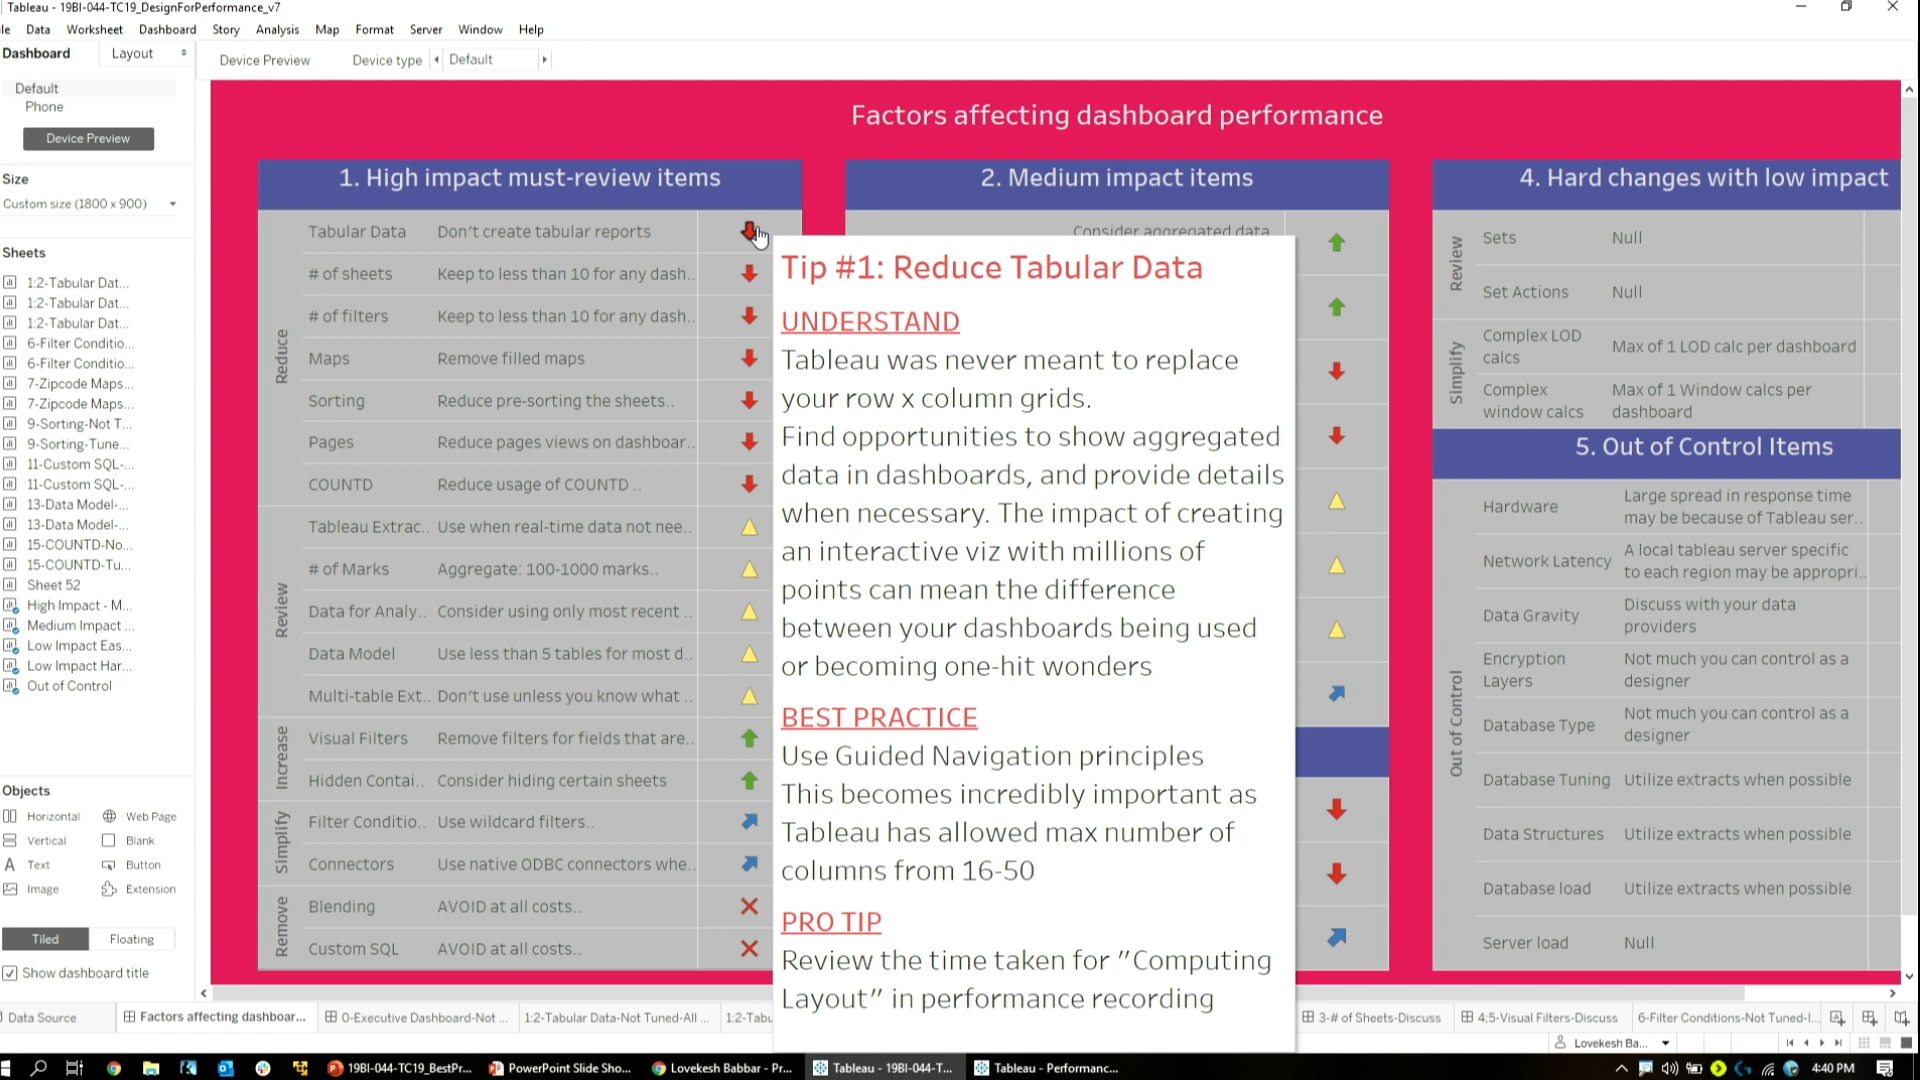 Tableau - 19BI-044-TC19_DesignForPerformance_v7
le Data Worksheet Dashboard Story Analysis Map Format Server Window Help
Dashboard Layout
Device Preview Device type Default
Default
Phone
Device Preview
Size
Custom size (1800 x 900)
Sheets
1:2-Tabular Dat...
1:2-Tabular Dat...
1:2-Tabular Dat...
6-Filter Conditio...
6-Filter Conditio...
7-Zipcode Maps...
7-Zipcode Maps...
9-Sorting-Not T...
9-Sorting-Tune...
11-Custom SQL-...
11-Custom SQL-...
13-Data Model-...
13-Data Model-...
15-COUNTD-No...
15-COUNTD-Tu...
Sheet 52
High Impact - M...
Medium Impact ...
Low Impact Eas...
Low Impact Har...
Out of Control
Objects
Horizontal Web Page
Vertical Blank
Text Button
Image Extension
Tiled Floating
Show dashboard title
Factors affecting dashboard performance
1. High impact must-review items
Reduce
Tabular Data Don't create tabular reports
# of sheets Keep to less than 10 for any dash..
# of filters Keep to less than 10 for any dash..
Maps Remove filled maps
Sorting Reduce pre-sorting the sheets..
Pages Reduce pages views on dashboar..
COUNTD Reduce usage of COUNTD ..
Review
Tableau Extrac.. Use when real-time data not nee..
# of Marks Aggregate: 100-1000 marks..
Data for Analy.. Consider using only most recent ..
Data Model Use less than 5 tables for most d..
Multi-table Ext.. Don't use unless you know what ..
Increase
Visual Filters Remove filters for fields that are..
Hidden Contai.. Consider hiding certain sheets
Simplify
Filter Conditio.. Use wildcard filters..
Connectors Use native ODBC connectors whe..
Remove
Blending AVOID at all costs..
Custom SQL AVOID at all costs..
2. Medium impact items
Consider aggregated data
Tip #1: Reduce Tabular Data
UNDERSTAND
Tableau was never meant to replace
your row x column grids.
Find opportunities to show aggregated
data in dashboards, and provide details
when necessary. The impact of creating
an interactive viz with millions of
points can mean the difference
between your dashboards being used
or becoming one-hit wonders
BEST PRACTICE
Use Guided Navigation principles
This becomes incredibly important as
Tableau has allowed max number of
columns from 16-50
PRO TIP
Review the time taken for "Computing
Layout" in performance recording
4. Hard changes with low impact
Review
Sets Null
Set Actions Null
Simplify
Complex LOD
calcs Max of 1 LOD calc per dashboard
Complex
window calcs Max of 1 Window calcs per
dashboard
5. Out of Control Items
Out of Control
Hardware Large spread in response time
may be because of Tableau ser..
Network Latency A local tableau server specific
to each region may be appropri..
Data Gravity Discuss with your data
providers
Encryption
Layers Not much you can control as a
designer
Database Type Not much you can control as a
designer
Database Tuning Utilize extracts when possible
Data Structures Utilize extracts when possible
Database load Utilize extracts when possible
Server load Null
Data Source Factors affecting dashboar... 0-Executive Dashboard-Not ... 1:2-Tabular Data-Not Tuned-All ... 1:2-Tabu 3-# of Sheets-Discuss 4;5-Visual Filters-Discuss 6-Filter Conditions-Not Tuned-I...
Lovekesh Ba...
19BI-044-TC19_BestPr... PowerPoint Slide Sho... Lovekesh Babbar - Pr... Tableau - 19BI-044-T... Tableau - Performanc... 4:40 PM